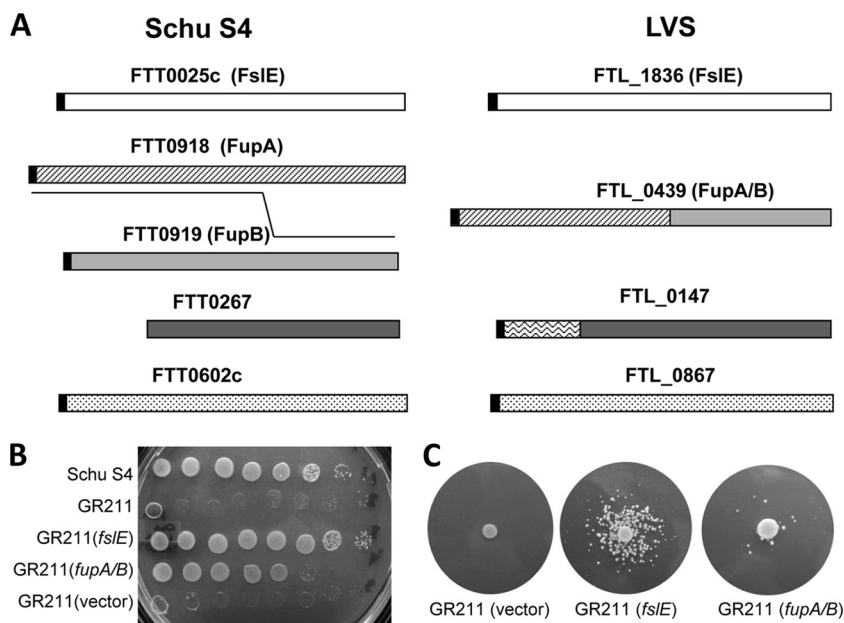 A
Schu S4
LVS
FTT0025c (FslE)
FTL_1836 (FslE)
FTT0918 (FupA)
FTL_0439 (FupA/B)
FTT0919 (FupB)
FTT0267
FTL_0147
FTT0602c
FTL_0867
B
Schu S4
GR211
GR211(fslE)
GR211(fupA/B)
GR211(vector)
C
GR211 (vector) GR211 (fslE) GR211 (fupA/B)